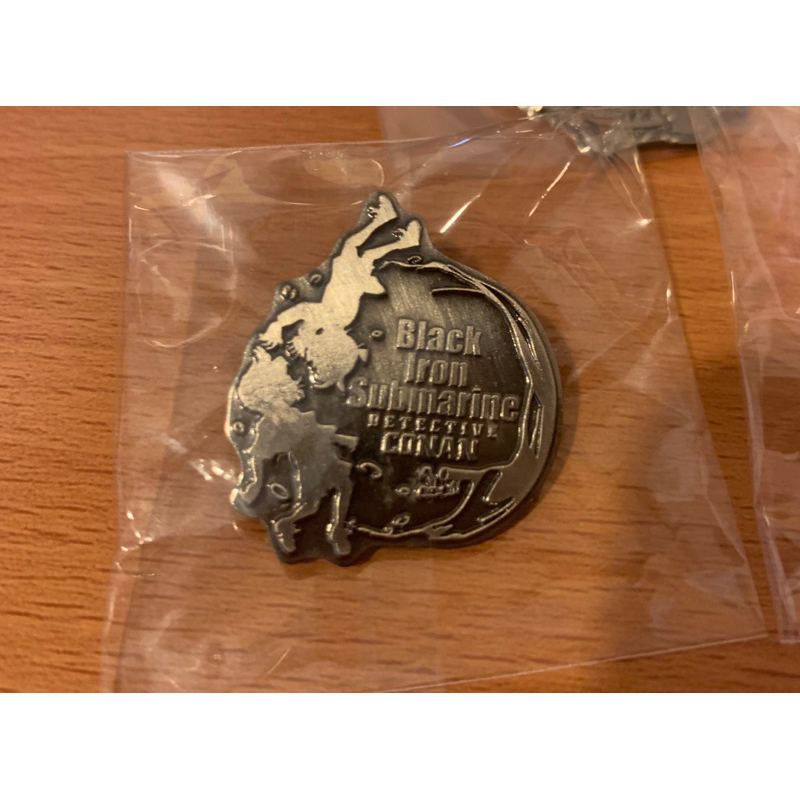 Black
Iron
Submarine
DETECTIVE
CONAN